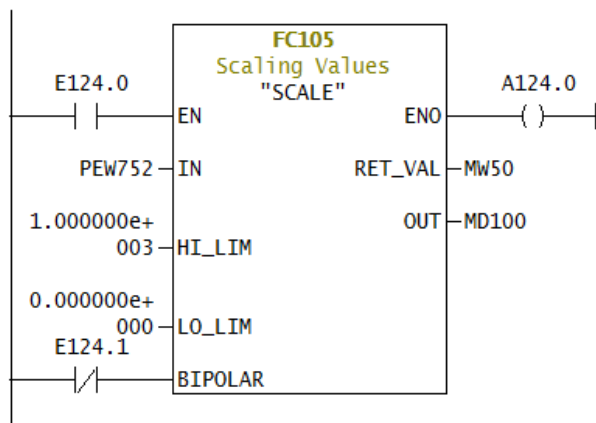 FC105
Scaling Values
"SCALE"
E124.0
A124.0
EN
ENO
PEW752
IN
RET_VAL
MW50
1.000000e+
003
HI_LIM
OUT
MD100
0.000000e+
000
LO_LIM
E124.1
BIPOLAR